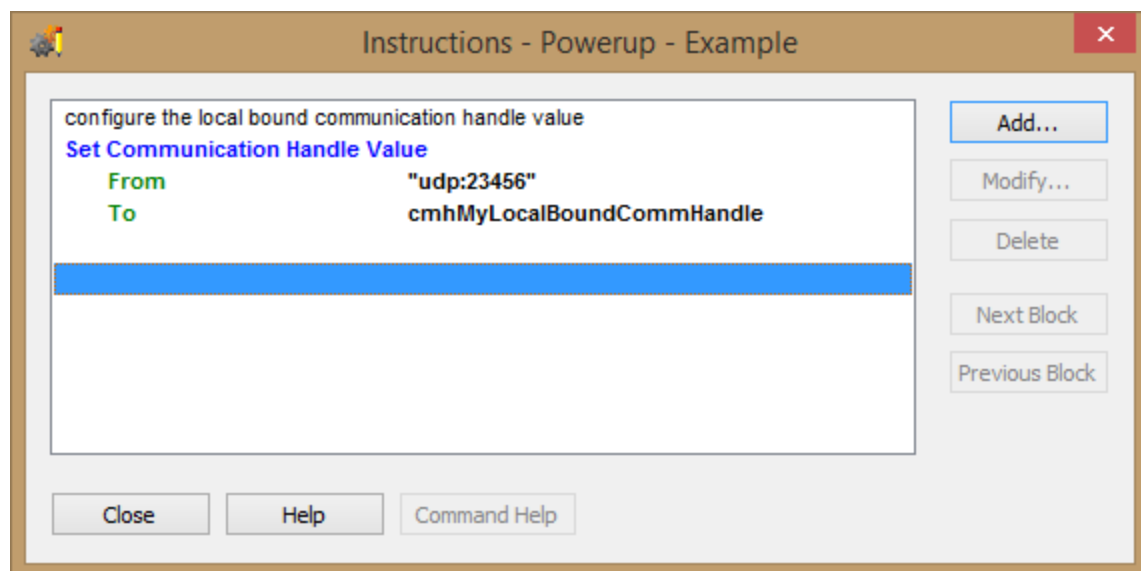 Instructions - Powerup - Example
configure the local bound communication handle value
Set Communication Handle Value
From "udp:23456"
To cmhMyLocalBoundCommHandle
Add...
Modify...
Delete
Next Block
Previous Block
Close Help Command Help